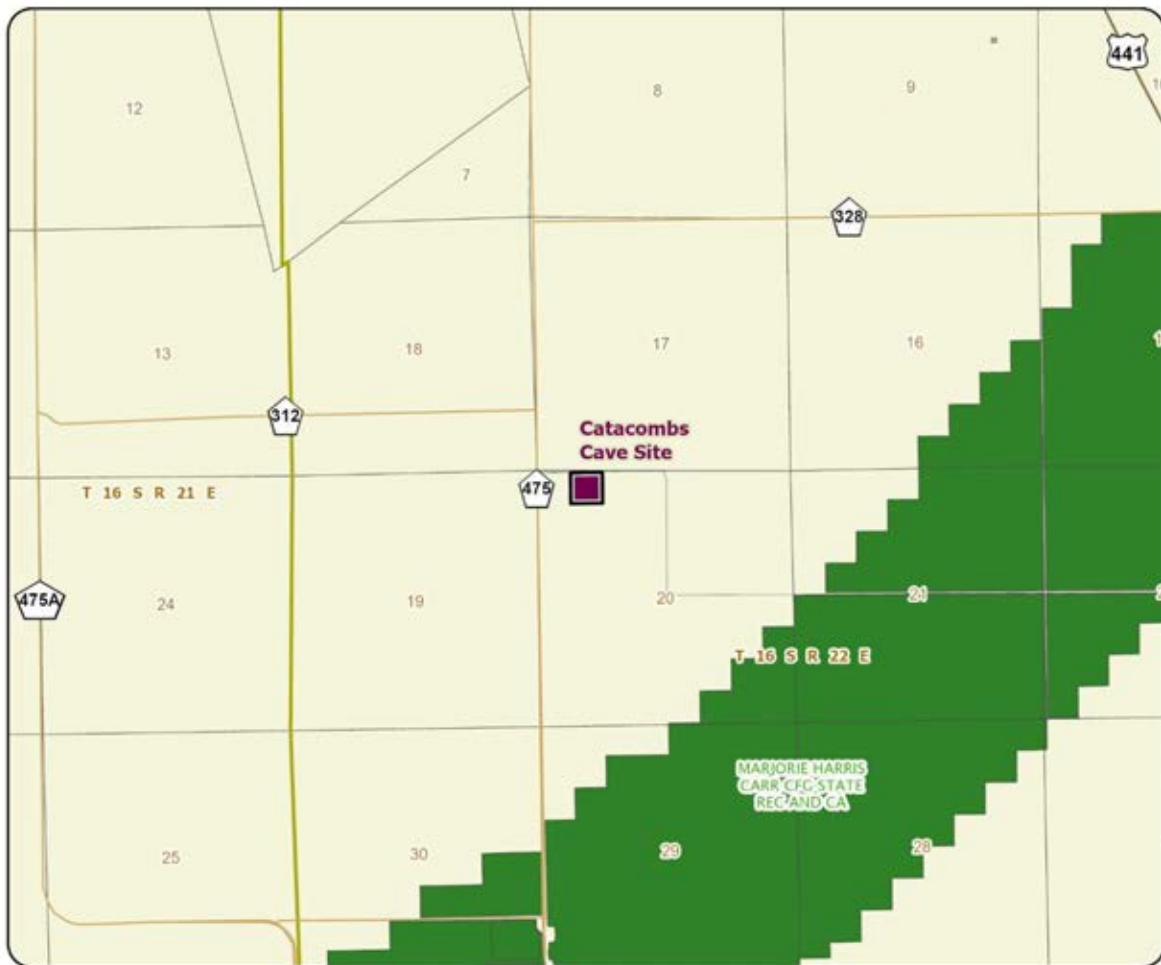 441
12
8
9
7
328
13
18
17
16
312
Catacombs
Cave Site
475
T 16 S R 21 E
475A
24
19
20
21
T 16 S R 22 E
MARJORIE HARRIS
CARR CFG STATE
REC AND CA
25
30
29
28